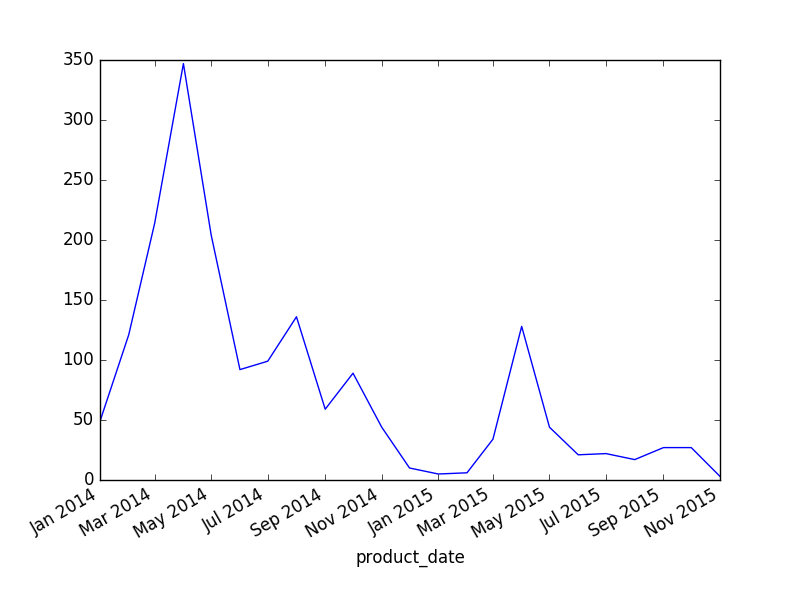 350
300
250
200
150
100
50
0
Jan 2014
Mar 2014
May 2014
Jul 2014
Sep 2014
Nov 2014
Jan 2015
Mar 2015
May 2015
Jul 2015
Sep 2015
Nov 2015
product_date